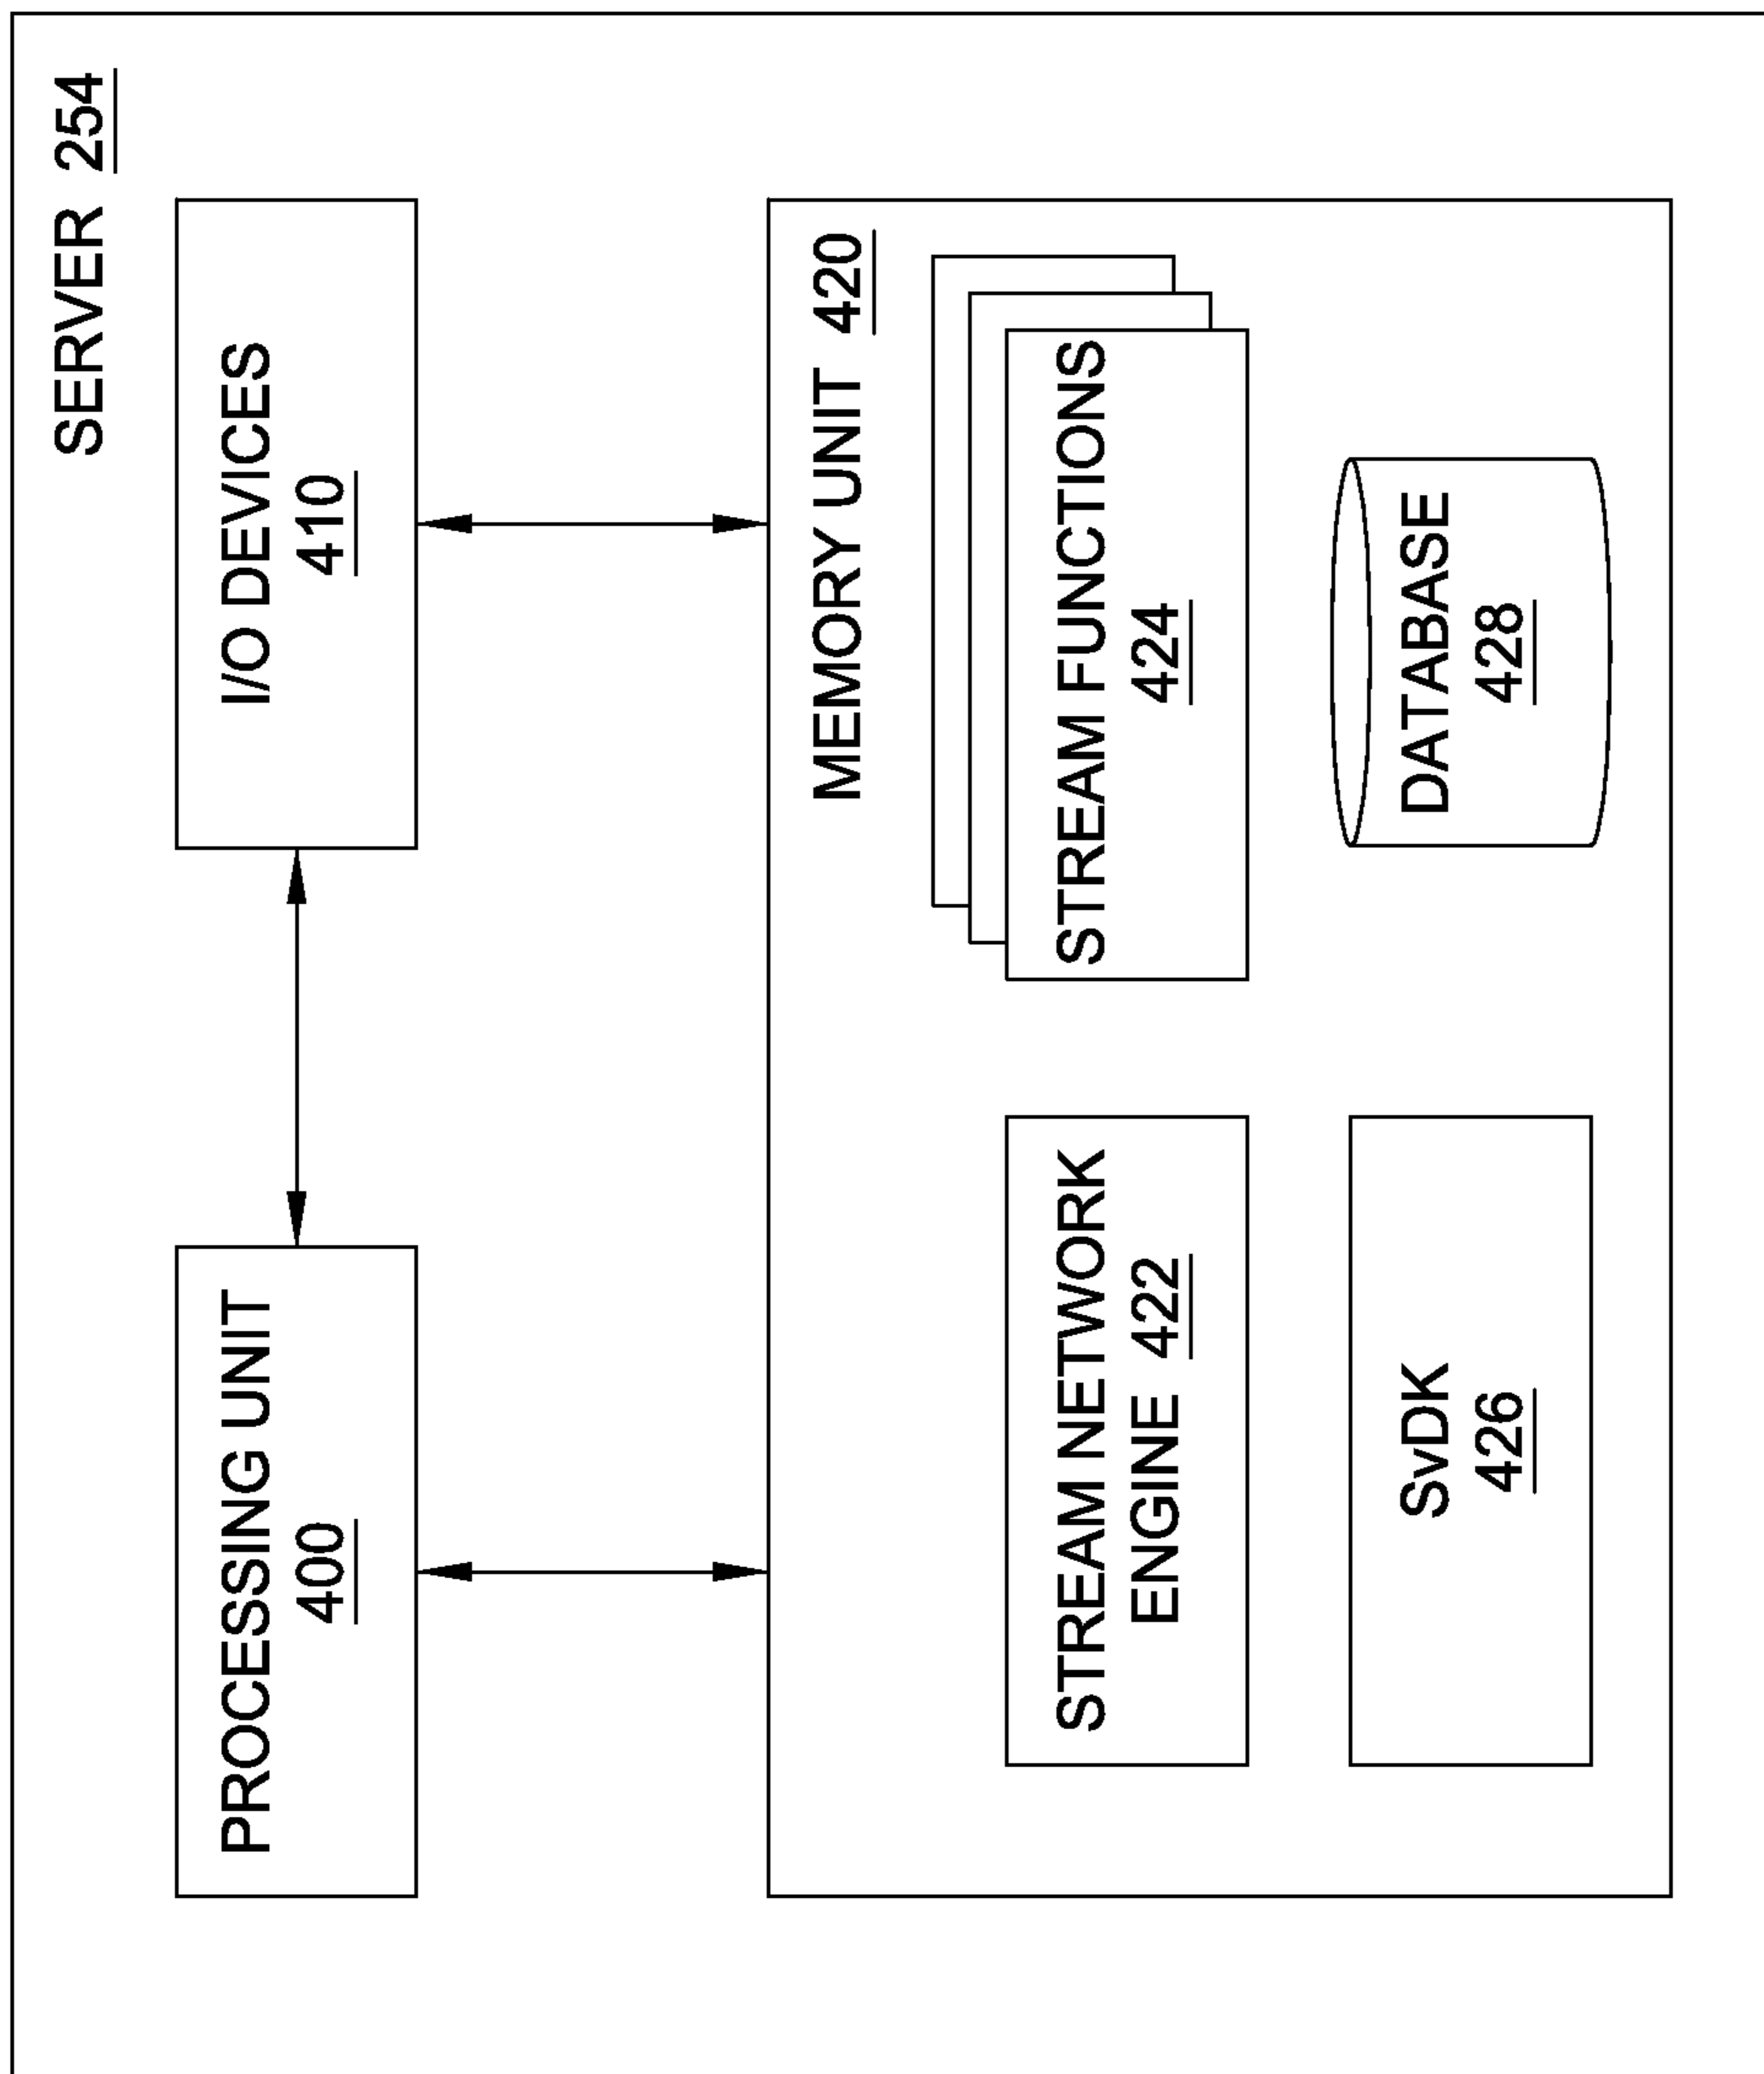 SERVER 254
PROCESSING UNIT
400
I/O DEVICES
410
MEMORY UNIT 420
STREAM NETWORK
ENGINE 422
STREAM FUNCTIONS
424
SvDK
426
DATABASE
428